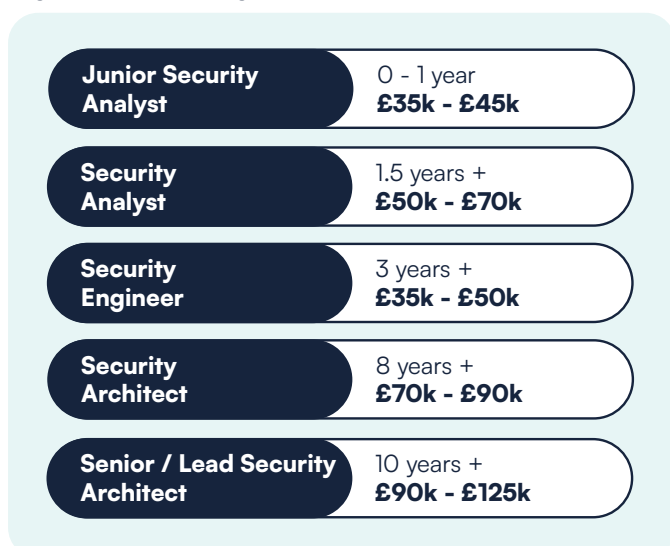 Junior Security
Analyst
0 - 1 year
£35k - £45k
Security
Analyst
1.5 years +
£50k - £70k
Security
Engineer
3 years +
£35k - £50k
Security
Architect
8 years +
£70k - £90k
Senior / Lead Security
Architect
10 years +
£90k - £125k